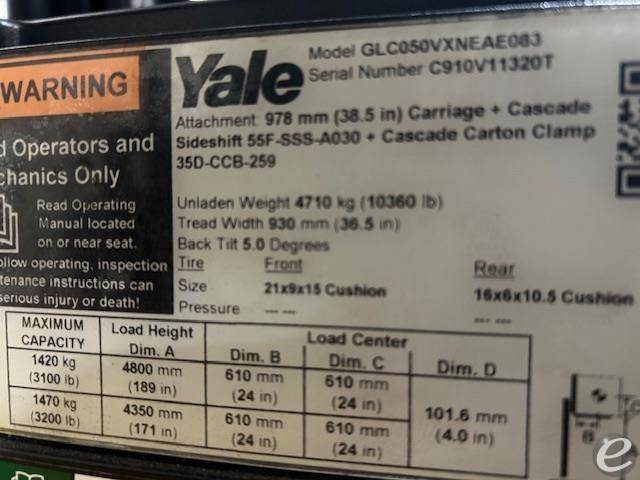 WARNING
d Operators and
chanics Only
Read Operating
Manual located
on or near seat.
ollow operating, inspection
tenance instructions can
serious injury or death!
Yale
Model GLC050VXNEAE083
Serial Number C910V11320T
Attachment 978 mm (38.5 in) Carriage + Cascade
Sideshift 55F-SSS-A030 + Cascade Carton Clamp
35D-CCB-259
Unladen Weight 4710 kg (10360 lb)
Tread Width 930 mm (36.5 in)
Back Tilt 5.0 Degrees
Tire Front Rear
Size 21x9x15 Cushion 16x6x10.5 Cushion
Pressure --- --- --- ---
MAXIMUM CAPACITY Load Height Dim. A Load Center
Dim. B Dim. C Dim. D
1420 kg (3100 lb) 4800 mm (189 in) 610 mm (24 in) 610 mm (24 in) 101.6 mm (4.0 in)
1470 kg (3200 lb) 4350 mm (171 in) 610 mm (24 in) 610 mm (24 in)
B
e